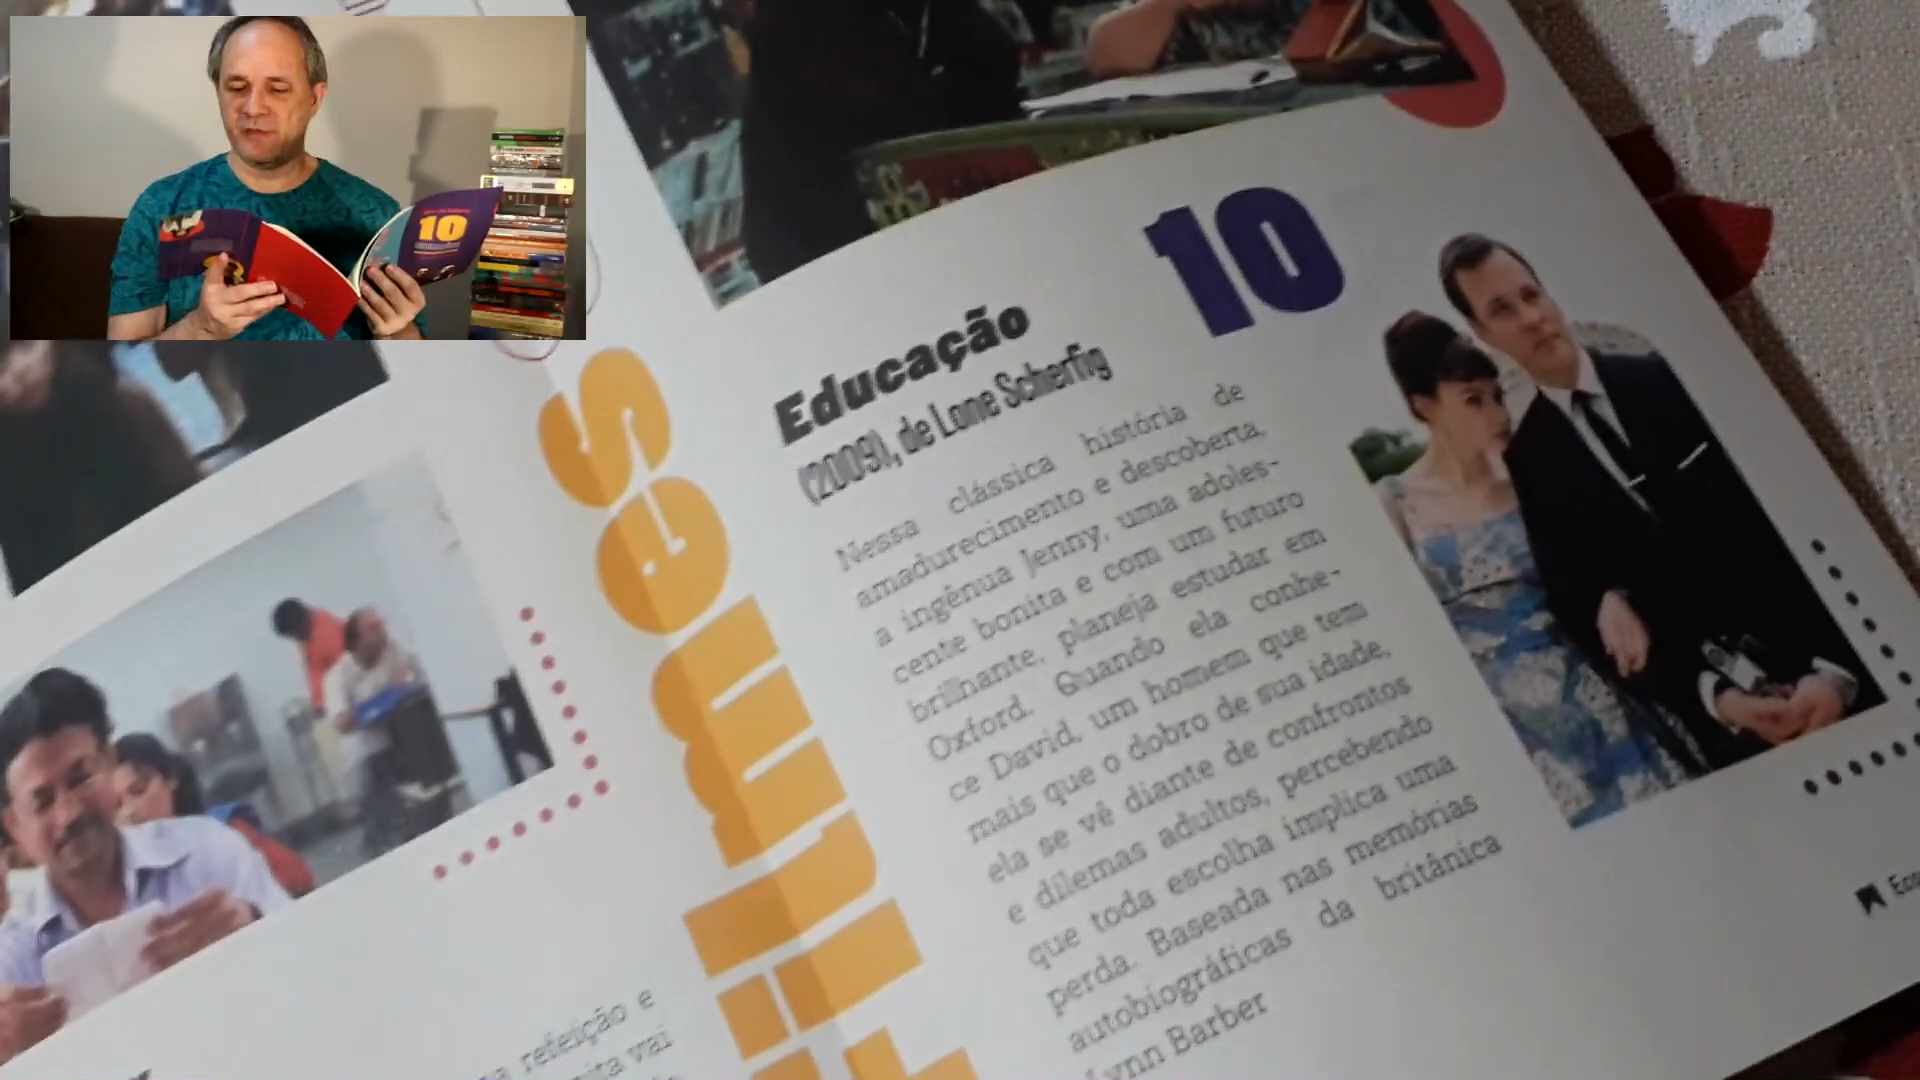 10
10
Educação
(2009), de Lone Scherfig
Nessa clássica história de
amadurecimento e descoberta,
a ingênua Jenny, uma adoles-
cente bonita e com um futuro
brilhante, planeja estudar em
Oxford. Quando ela conhe-
ce David, um homem que tem
mais que o dobro de sua idade,
ela se vê diante de confrontos
e dilemas adultos, percebendo
que toda escolha implica uma
perda. Baseada nas memórias
autobiográficas da britânica
Lynn Barber
Filmes
refeição e
vai